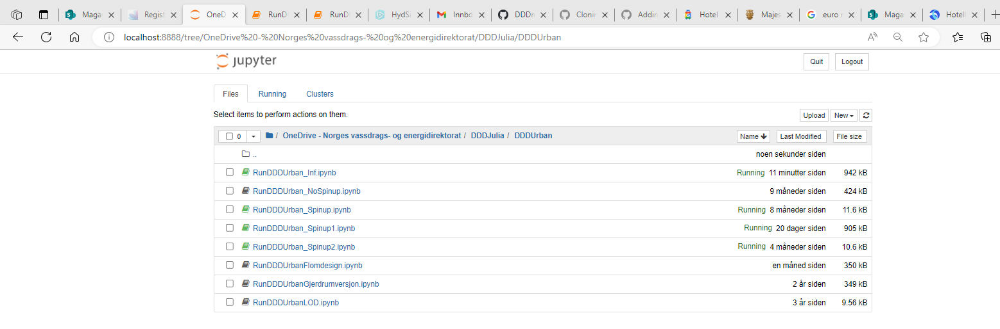 Maga Regist OneD RunD RunD HydSi Innbo DDDn Clonin Addin Hotel Majes euro r Maga Hotell
localhost:8888/tree/OneDrive%20-%20Norges%20vassdrags-%20og%20energidirektorat/DDDJulia/DDDUrban
jupyter Quit Logout
Files Running Clusters
Select items to perform actions on them. Upload New
0 / OneDrive - Norges vassdrags- og energidirektorat / DDDJulia / DDDUrban Name Last Modified File size
.. noen sekunder siden
RunDDDUrban_Inf.ipynb Running 11 minutter siden 942 kB
RunDDDUrban_NoSpinup.ipynb 9 måneder siden 424 kB
RunDDDUrban_Spinup.ipynb Running 8 måneder siden 11.6 kB
RunDDDUrban_Spinup1.ipynb Running 20 dager siden 905 kB
RunDDDUrban_Spinup2.ipynb Running 4 måneder siden 10.6 kB
RunDDDUrbanFlomdesign.ipynb en måned siden 350 kB
RunDDDUrbanGjerdrumversjon.ipynb 2 år siden 349 kB
RunDDDUrbanLOD.ipynb 3 år siden 9.56 kB